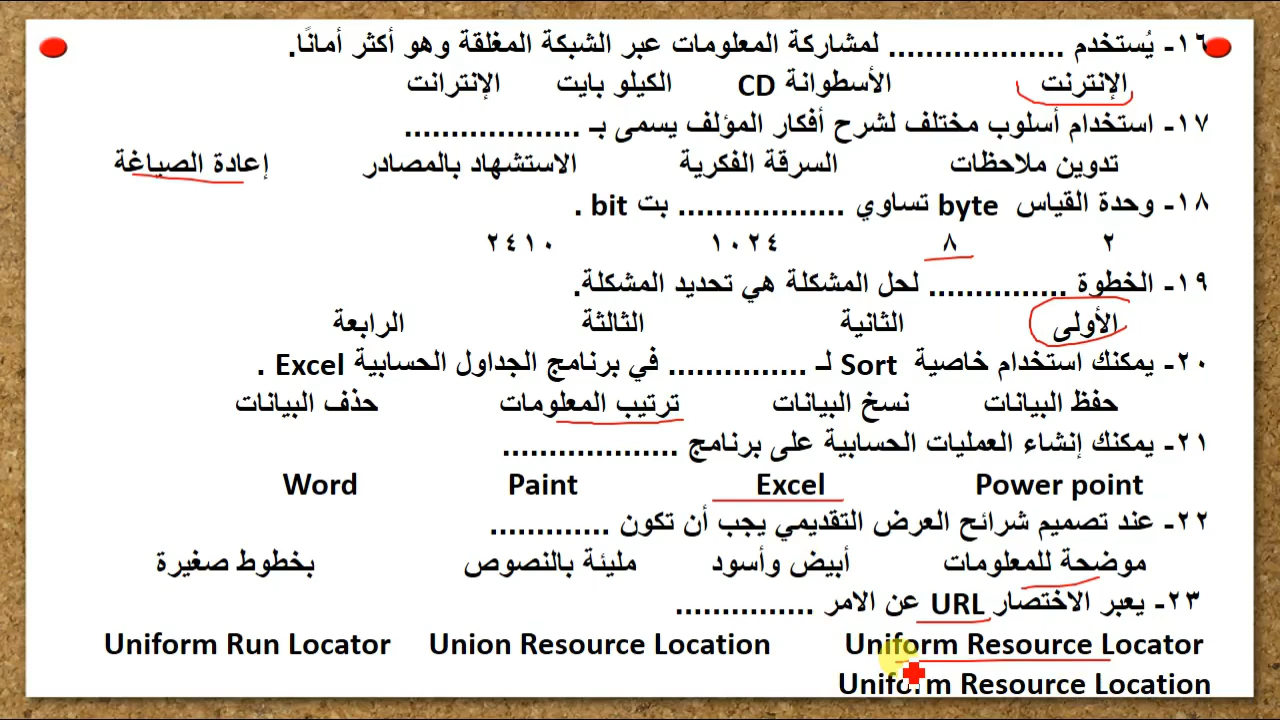 ١٦- يُستخدم ................... لمشاركة المعلومات عبر الشبكة المغلقة وهو أكثر أمانًا.
الإنترنت الأسطوانة CD الكيلو بايت الإنترانت
١٧- استخدام أسلوب مختلف لشرح أفكار المؤلف يسمى بـ ...................
تدوين ملاحظات السرقة الفكرية الاستشهاد بالمصادر إعادة الصياغة
١٨- وحدة القياس byte تساوي .................. بت bit .
٢ ٨ ١٠٢٤ ٢٤١٠
١٩- الخطوة ............... لحل المشكلة هي تحديد المشكلة.
الأولى الثانية الثالثة الرابعة
٢٠- يمكنك استخدام خاصية Sort لـ ............... في برنامج الجداول الحسابية Excel .
حفظ البيانات نسخ البيانات ترتيب المعلومات حذف البيانات
٢١- يمكنك إنشاء العمليات الحسابية على برنامج ...................
Power point Excel Paint Word
٢٢- عند تصميم شرائح العرض التقديمي يجب أن تكون .............
موضحة للمعلومات أبيض وأسود مليئة بالنصوص بخطوط صغيرة
٢٣- يعبر الاختصار URL عن الامر ...............
Uniform Resource Locator Union Resource Location Uniform Run Locator
Uniform Resource Location